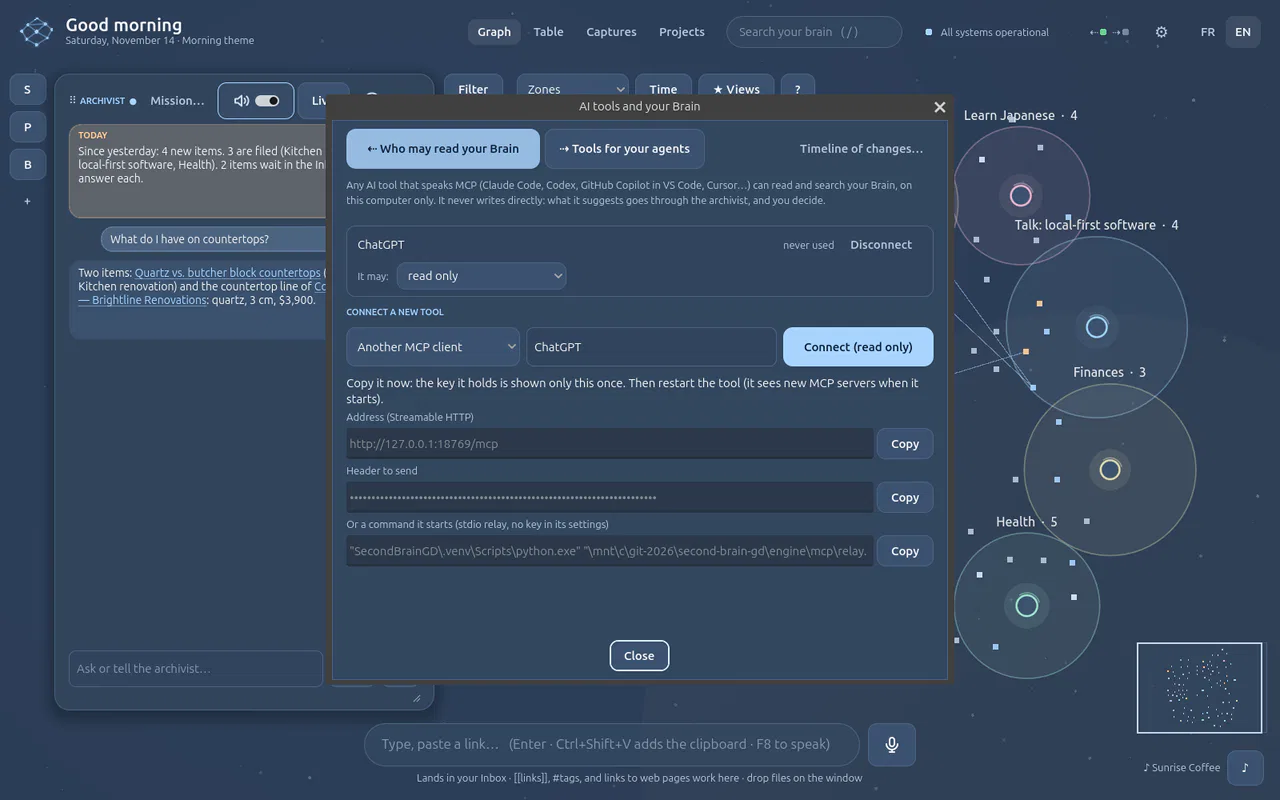 Good morning
Saturday, November 14 · Morning theme
Graph
Table
Captures
Projects
Search your brain ( / )
All systems operational
FR
EN
S
P
B
+
ARCHIVIST
Mission…
Filter
Zones
Time
★ Views
?
TODAY
Since yesterday: 4 new items. 3 are filed (Kitchen
local-first software, Health). 2 items wait in the
answer each.
What do I have on countertops?
Two items: Quartz vs. butcher block countertops (
Kitchen renovation) and the countertop line of
— Brightline Renovations: quartz, 3 cm, $3,900.
Ask or tell the archivist…
AI tools and your Brain
⇠ Who may read your Brain
⇢ Tools for your agents
Timeline of changes…
Any AI tool that speaks MCP (Claude Code, Codex, GitHub Copilot in VS Code, Cursor…) can read and search your Brain, on
this computer only. It never writes directly: what it suggests goes through the archivist, and you decide.
ChatGPT
never used
Disconnect
It may:
read only
CONNECT A NEW TOOL
Another MCP client
ChatGPT
Connect (read only)
Copy it now: the key it holds is shown only this once. Then restart the tool (it sees new MCP servers when it
starts).
Address (Streamable HTTP)
http://127.0.0.1:18769/mcp
Copy
Header to send
Copy
Or a command it starts (stdio relay, no key in its settings)
"SecondBrainGD\.venv\Scripts\python.exe" "\mnt\c\git-2026\second-brain-gd\engine\mcp\relay.
Copy
Close
Learn Japanese · 4
Talk: local-first software · 4
Finances · 3
Health · 5
Type, paste a link… (Enter · Ctrl+Shift+V adds the clipboard · F8 to speak)
Lands in your Inbox · [[links]], #tags, and links to web pages work here · drop files on the window
♪ Sunrise Coffee
♪